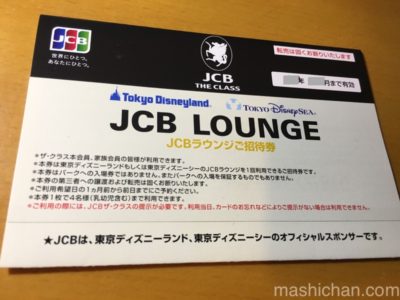 JCB
世界にひとつ。
あなたにひとつ。
JCB
THE CLASS
転売は固くお断りいたします
年 月まで有効
Tokyo Disneyland. TOKYO DISNEYSEA.
JCB LOUNGE
JCBラウンジご招待券
*ザ・クラス本会員、家族会員の皆様が利用できます。
*本券は東京ディズニーランドもしくは東京ディズニーシーのJCBラウンジを1回利用できるご招待券です。
*本券はパークへの入場券ではありません。またパークへの入場を保証するものでもありません。
*本券の第三者への譲渡および転売は固くお断りいたします。
*ご利用希望日の1ヵ月前から前日までにご予約ください。
*本券1枚で4名様(乳幼児含む)まで利用できます。
*ご利用の際には、JCBザ・クラスの提示が必要です。利用当日、カードのお忘れなどによりご提示がない場合は利用できません。
★JCBは、東京ディズニーランド、東京ディズニーシーのオフィシャルスポンサーです。
mashichan.com